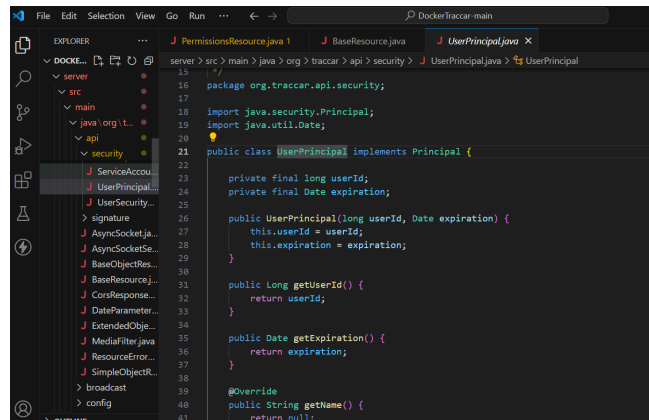 File Edit Selection View Go Run ··· DockerTraccar-main
EXPLORER ···
PermissionsResource.java 1 BaseResource.java UserPrincipal.java
DOCKE...
server > src > main > java > org > traccar > api > security > J UserPrincipal.java > UserPrincipal
server
src
main
java\org\t...
api
security
J ServiceAccou...
J UserPrincipal....
J UserSecurity...
signature
J AsyncSocket.ja...
J AsyncSocketSe...
J BaseObjectRes...
J BaseResource.j...
J CorsResponse...
J DateParameter...
J ExtendedObje...
J MediaFilter.java
J ResourceError...
J SimpleObjectR...
broadcast
config
OUTLINE
15 */
16 package org.traccar.api.security;
17
18 import java.security.Principal;
19 import java.util.Date;
20
21 public class UserPrincipal implements Principal {
22
23 private final long userId;
24 private final Date expiration;
25
26 public UserPrincipal(long userId, Date expiration) {
27 this.userId = userId;
28 this.expiration = expiration;
29 }
30
31 public Long getUserId() {
32 return userId;
33 }
34
35 public Date getExpiration() {
36 return expiration;
37 }
38
39 @Override
40 public String getName() {
41 return null;